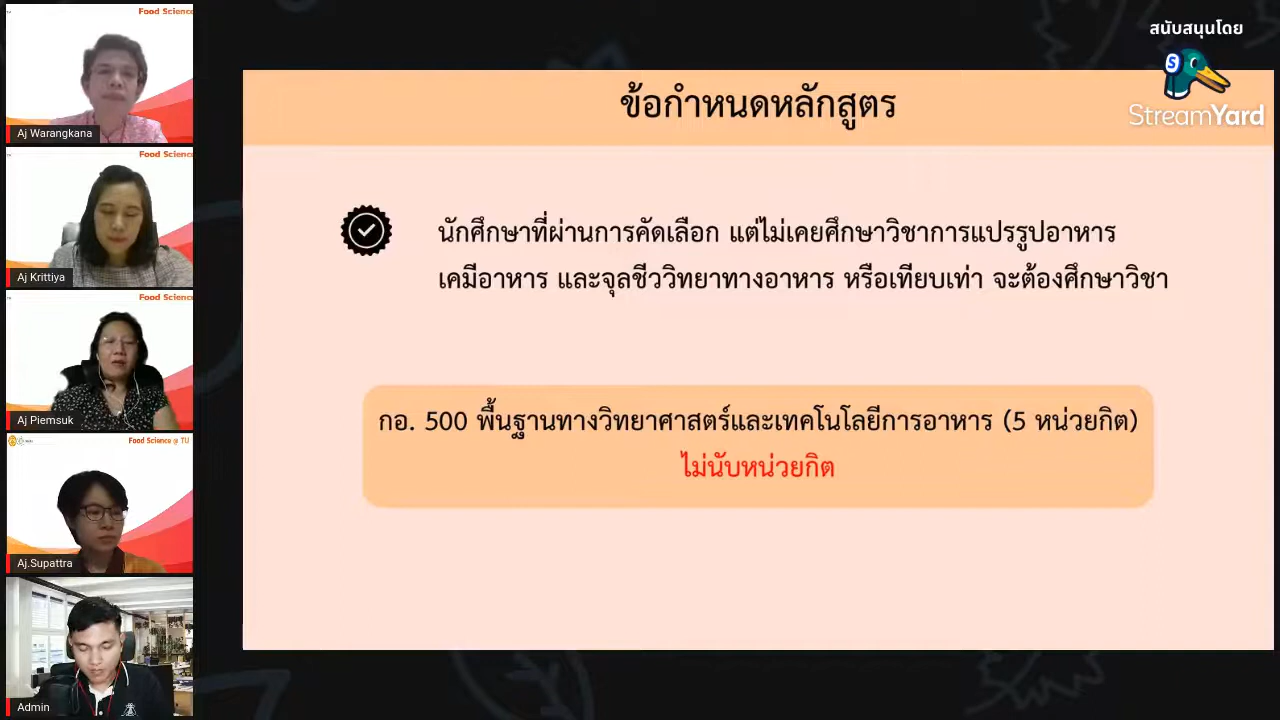 Food Science
Aj Warangkana
Food Science
Aj Krittiya
Food Science
Aj Piemsuk
Food Science @ TU
Aj.Supattra
Admin
สนับสนุนโดย
StreamYard
ข้อกำหนดหลักสูตร
นักศึกษาที่ผ่านการคัดเลือก แต่ไม่เคยศึกษาวิชาการแปรรูปอาหาร
เคมีอาหาร และจุลชีววิทยาทางอาหาร หรือเทียบเท่า จะต้องศึกษาวิชา
กอ. 500 พื้นฐานทางวิทยาศาสตร์และเทคโนโลยีการอาหาร (5 หน่วยกิต)
ไม่นับหน่วยกิต